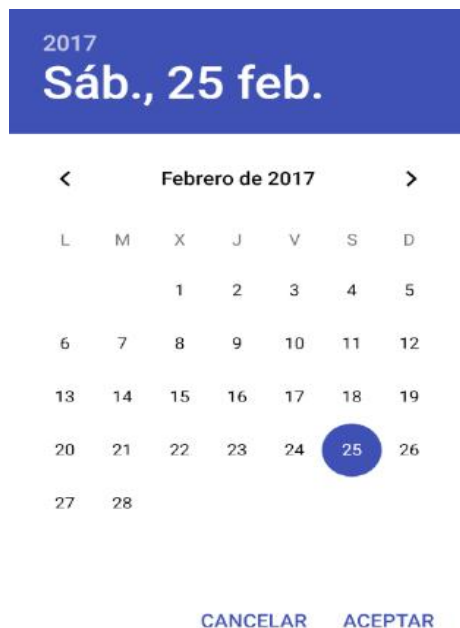 2017
Sáb., 25 feb.
Febrero de 2017
L M X J V S D
1 2 3 4 5
6 7 8 9 10 11 12
13 14 15 16 17 18 19
20 21 22 23 24 25 26
27 28
CANCELAR ACEPTAR